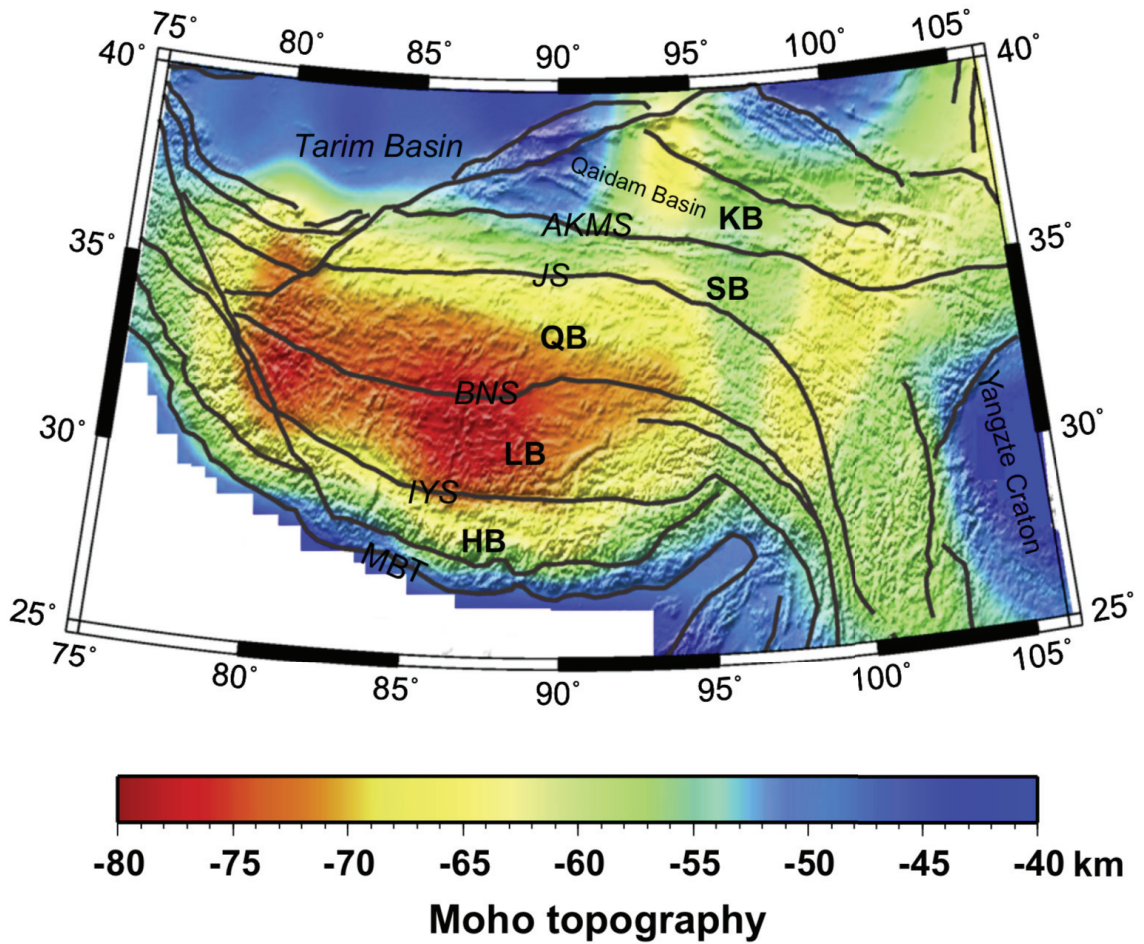 75° 80° 85° 90° 95° 100° 105°
40° 40°
Tarim Basin
Qaidam Basin
KB
AKMS
35° 35°
JS
SB
QB
BNS
Yangzte Craton
30° 30°
LB
IYS
HB
MBT
25° 25°
75° 80° 85° 90° 95° 100° 105°
-80 -75 -70 -65 -60 -55 -50 -45 -40 km
Moho topography